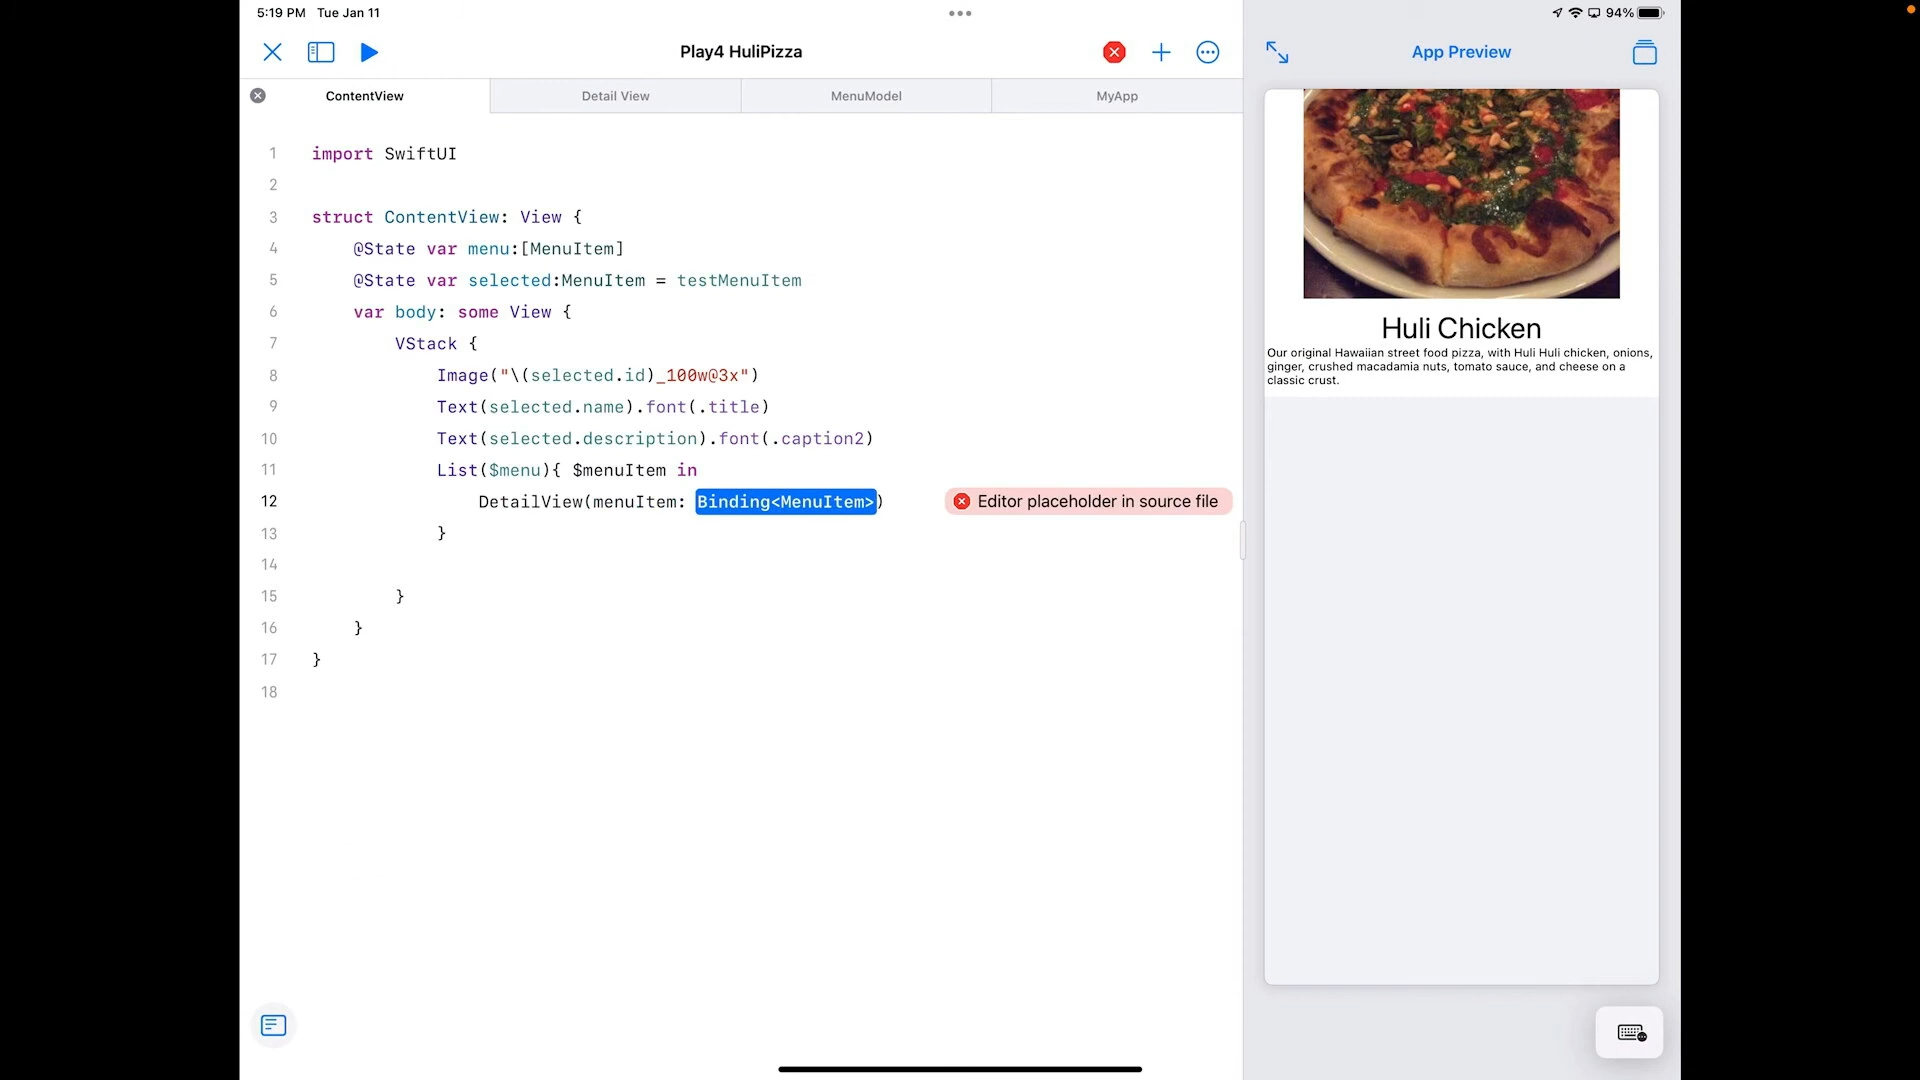 5:19 PM Tue Jan 11
94%
Play4 HuliPizza
App Preview
ContentView
Detail View
MenuModel
MyApp
1 import SwiftUI
2
3 struct ContentView: View {
4 @State var menu:[MenuItem]
5 @State var selected:MenuItem = testMenuItem
6 var body: some View {
7 VStack {
8 Image("\(selected.id)_100w@3x")
9 Text(selected.name).font(.title)
10 Text(selected.description).font(.caption2)
11 List($menu){ $menuItem in
12 DetailView(menuItem: Binding<MenuItem>)
Editor placeholder in source file
13 }
14
15 }
16 }
17 }
18
Huli Chicken
Our original Hawaiian street food pizza, with Huli Huli chicken, onions,
ginger, crushed macadamia nuts, tomato sauce, and cheese on a
classic crust.